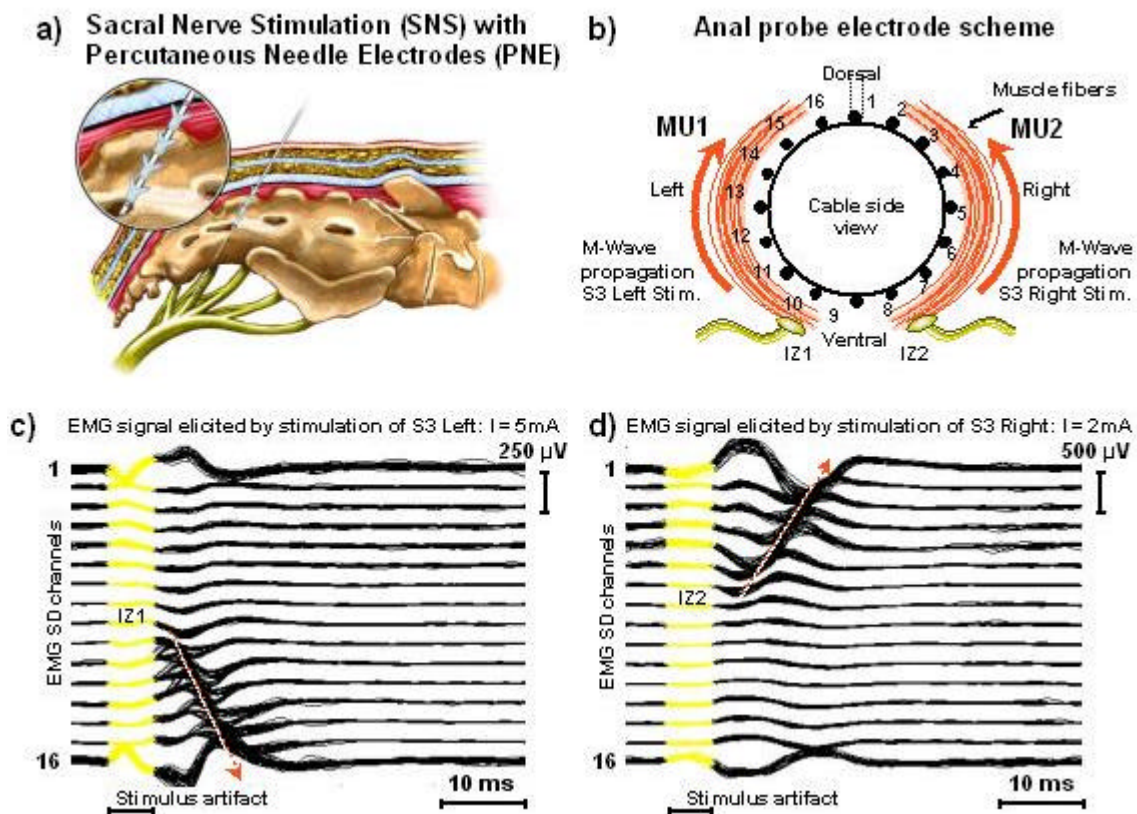 a) Sacral Nerve Stimulation (SNS) with
Percutaneous Needle Electrodes (PNE)
b) Anal probe electrode scheme
Dorsal
16 1 2
Muscle fibers
MU1 15 3 MU2
14 4
Left 13 Cable side 5 Right
view
12 6
M-Wave
propagation
S3 Left Stim.
11 7
10 9 8
M-Wave
propagation
S3 Right Stim.
Ventral
IZ1 IZ2
c) EMG signal elicited by stimulation of S3 Left: I = 5mA
250 µV
1
EMG SD channels
IZ1
16
10 ms
Stimulus artifact
d) EMG signal elicited by stimulation of S3 Right: I = 2mA
500 µV
1
EMG SD channels
IZ2
16
10 ms
Stimulus artifact